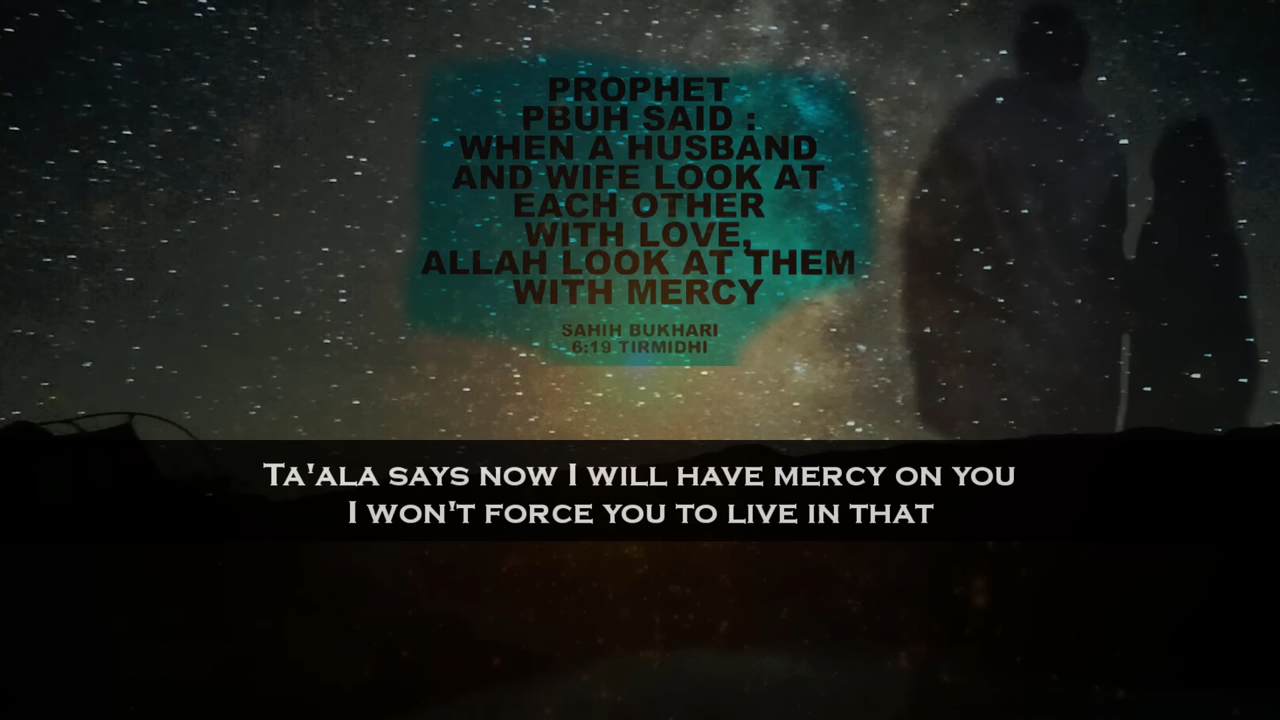 PROPHET
PBUH SAID :
WHEN A HUSBAND
AND WIFE LOOK AT
EACH OTHER
WITH LOVE,
ALLAH LOOK AT THEM
WITH MERCY
SAHIH BUKHARI
6:19 TIRMIDHI
TA'ALA SAYS NOW I WILL HAVE MERCY ON YOU
I WON'T FORCE YOU TO LIVE IN THAT